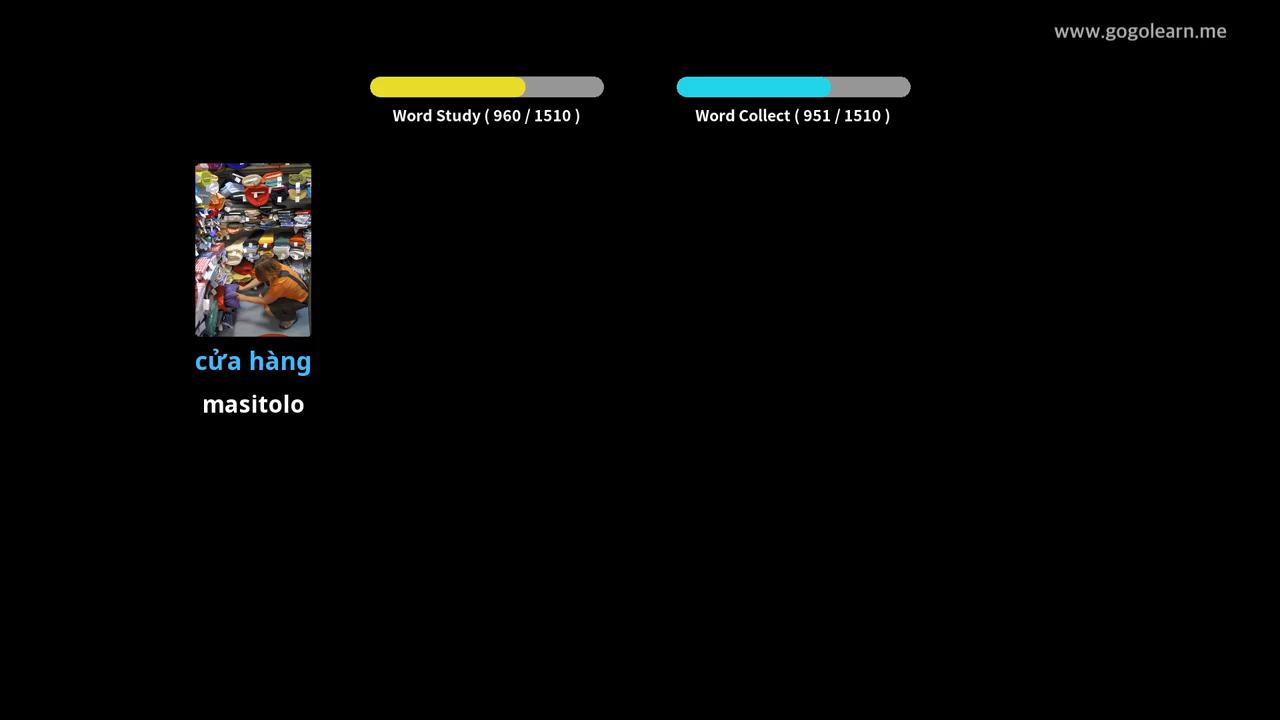 www.gogolearn.me
Word Study ( 960 / 1510 )
Word Collect ( 951 / 1510 )
cửa hàng
masitolo